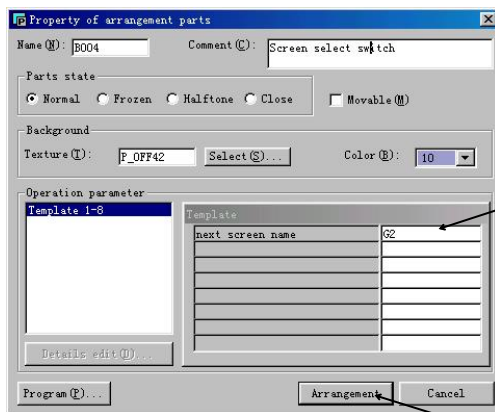 Property of arrangement parts
Name(N): B004 Comment(C): Screen select switch
Parts state
Normal Frozen Halftone Close Movable(M)
Background
Texture(T): P_OFF42 Select(S)... Color(B): 10
Operation parameter
Template 1-8
Template
next screen name G2
Details edit(D)...
Program(P)... Arrangement Cancel